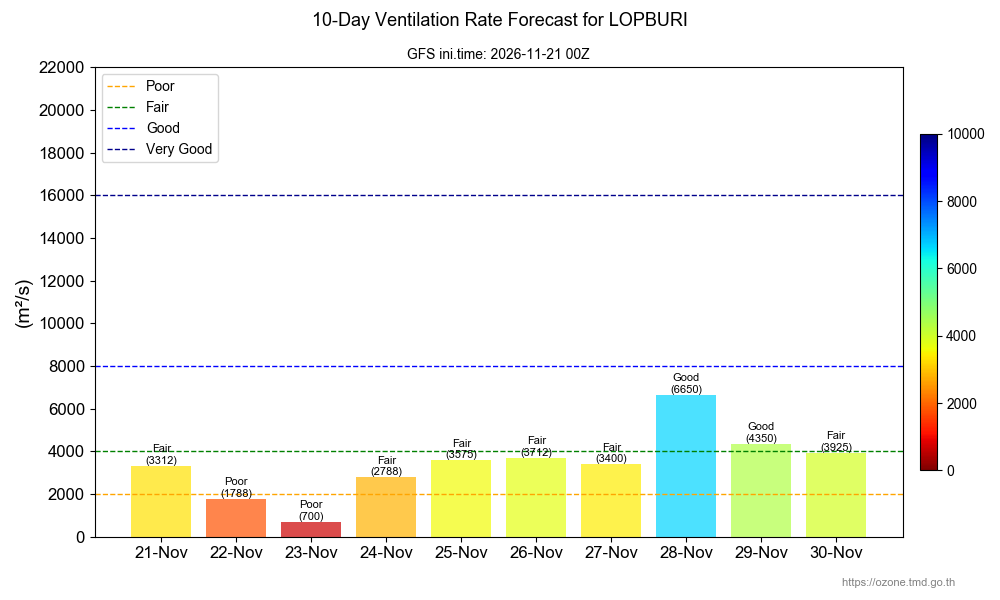 10-Day Ventilation Rate Forecast for LOPBURI
GFS ini.time: 2026-11-21 00Z
22000
20000
18000
16000
14000
12000
10000
8000
6000
4000
2000
0
(m²/s)
Poor
Fair
Good
Very Good
Fair
(3312)
Poor
(1788)
Poor
(700)
Fair
(2788)
Fair
(3575)
Fair
(3712)
Fair
(3400)
Good
(6650)
Good
(4350)
Fair
(3925)
21-Nov 22-Nov 23-Nov 24-Nov 25-Nov 26-Nov 27-Nov 28-Nov 29-Nov 30-Nov
10000
8000
6000
4000
2000
0
https://ozone.tmd.go.th